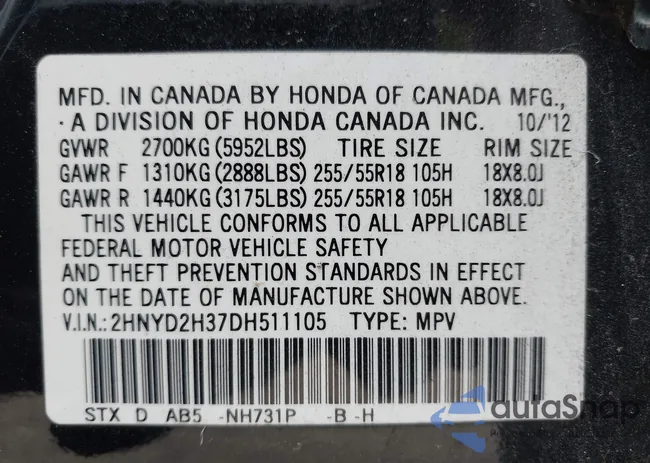 MFD. IN CANADA BY HONDA OF CANADA MFG.,
A DIVISION OF HONDA CANADA INC. 10/'12
GVWR 2700KG(5952LBS) TIRE SIZE RIM SIZE
GAWR F 1310KG(2888LBS) 255/55R18 105H 18X8.0J
GAWR R 1440KG(3175LBS) 255/55R18 105H 18X8.0J
THIS VEHICLE CONFORMS TO ALL APPLICABLE
FEDERAL MOTOR VEHICLE SAFETY
AND THEFT PREVENTION STANDARDS IN EFFECT
ON THE DATE OF MANUFACTURE SHOWN ABOVE.
V.I.N.:2HNYD2H37DH511105 TYPE: MPV
STX D AB5 -NH731P -B -H
autoSnap